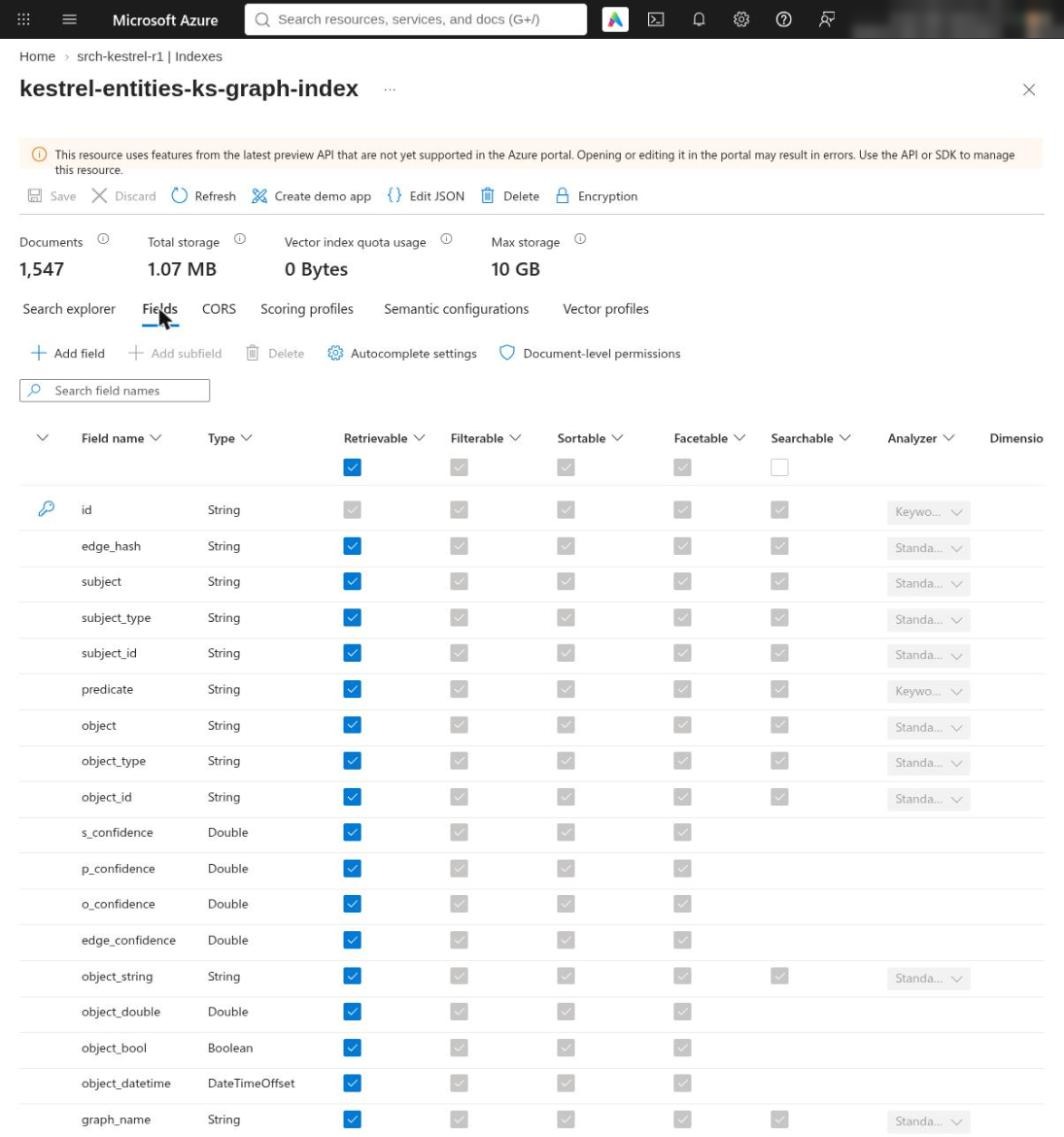 Microsoft Azure
Search resources, services, and docs (G+/)
Home > srch-kestrel-r1 | Indexes
kestrel-entities-ks-graph-index ...
This resource uses features from the latest preview API that are not yet supported in the Azure portal. Opening or editing it in the portal may result in errors. Use the API or SDK to manage
this resource.
Save Discard Refresh Create demo app Edit JSON Delete Encryption
Documents Total storage Vector index quota usage Max storage
1,547 1.07 MB 0 Bytes 10 GB
Search explorer Fields CORS Scoring profiles Semantic configurations Vector profiles
Add field Add subfield Delete Autocomplete settings Document-level permissions
Search field names
Field name Type Retrievable Filterable Sortable Facetable Searchable Analyzer Dimensio
id String Keywo...
edge_hash String Standa...
subject String Standa...
subject_type String Standa...
subject_id String Standa...
predicate String Keywo...
object String Standa...
object_type String Standa...
object_id String Standa...
s_confidence Double
p_confidence Double
o_confidence Double
edge_confidence Double
object_string String Standa...
object_double Double
object_bool Boolean
object_datetime DateTimeOffset
graph_name String Standa...